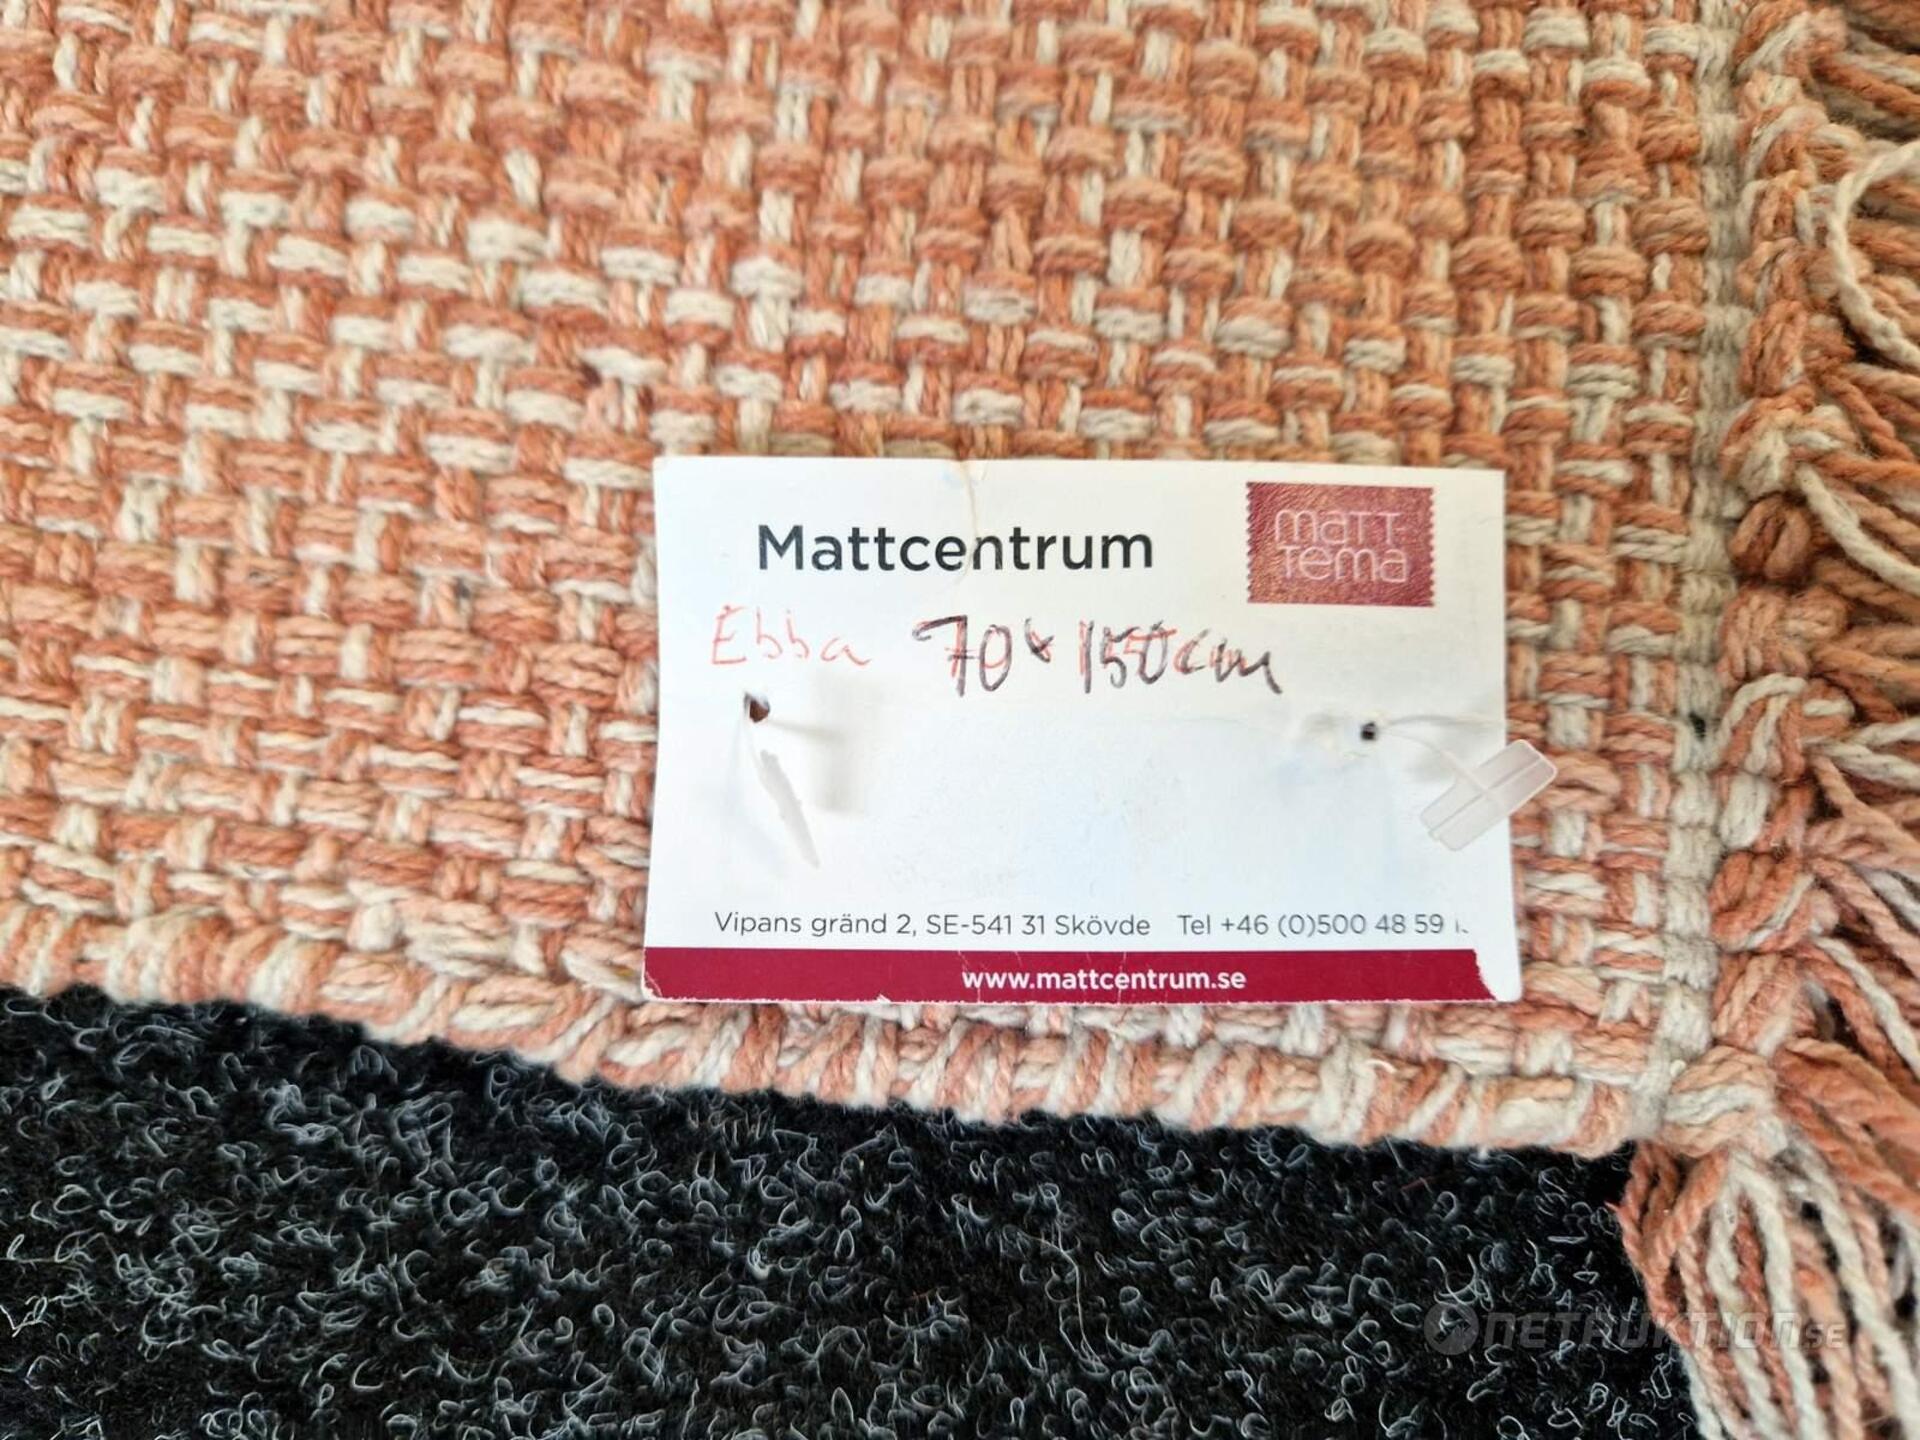 Mattcentrum
maTT-
Tema
Ebba 70x150cm
Vipans gränd 2, SE-541 31 Skövde Tel +46 (0)500 48 59
www.mattcentrum.se
NETAUKTION.SE